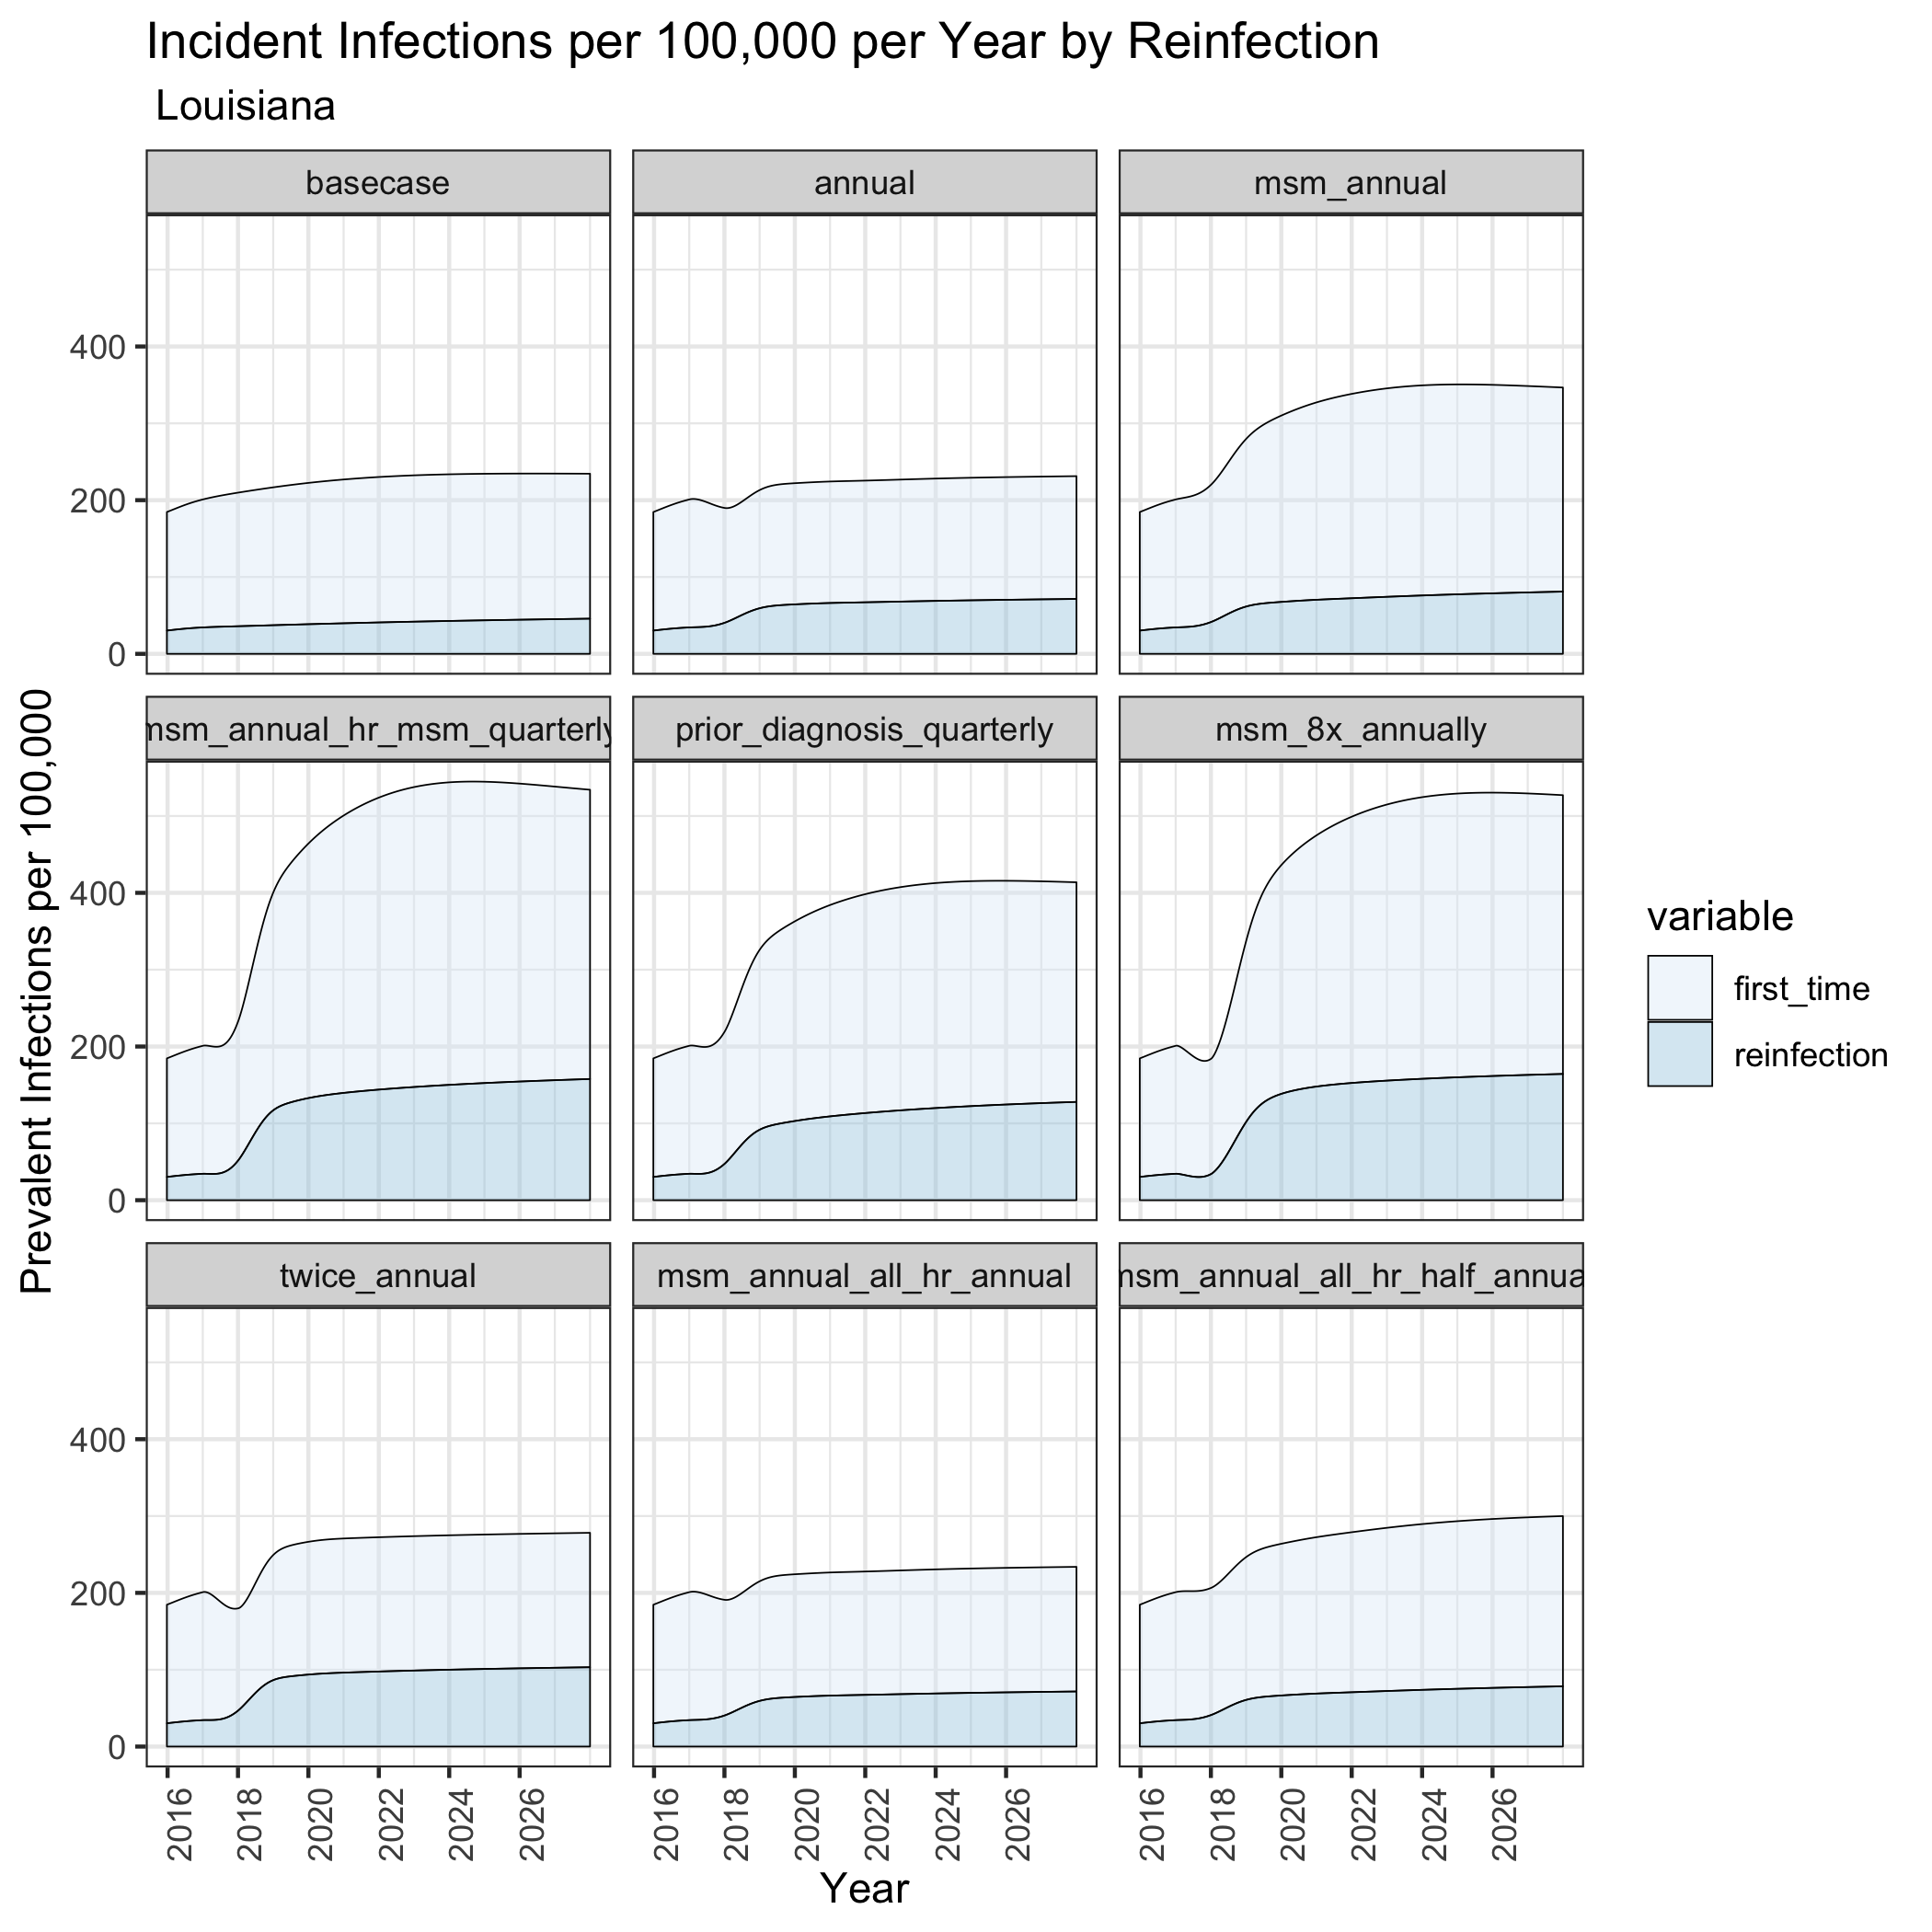 Incident Infections per 100,000 per Year by Reinfection
Louisiana
basecase
annual
msm_annual
400
200
0
msm_annual_hr_msm_quarterly
prior_diagnosis_quarterly
msm_8x_annually
400
200
0
twice_annual
msm_annual_all_hr_annual
msm_annual_all_hr_half_annua
400
200
0
2016
2018
2020
2022
2024
2026
2016
2018
2020
2022
2024
2026
2016
2018
2020
2022
2024
2026
Year
Prevalent Infections per 100,000
variable
first_time
reinfection